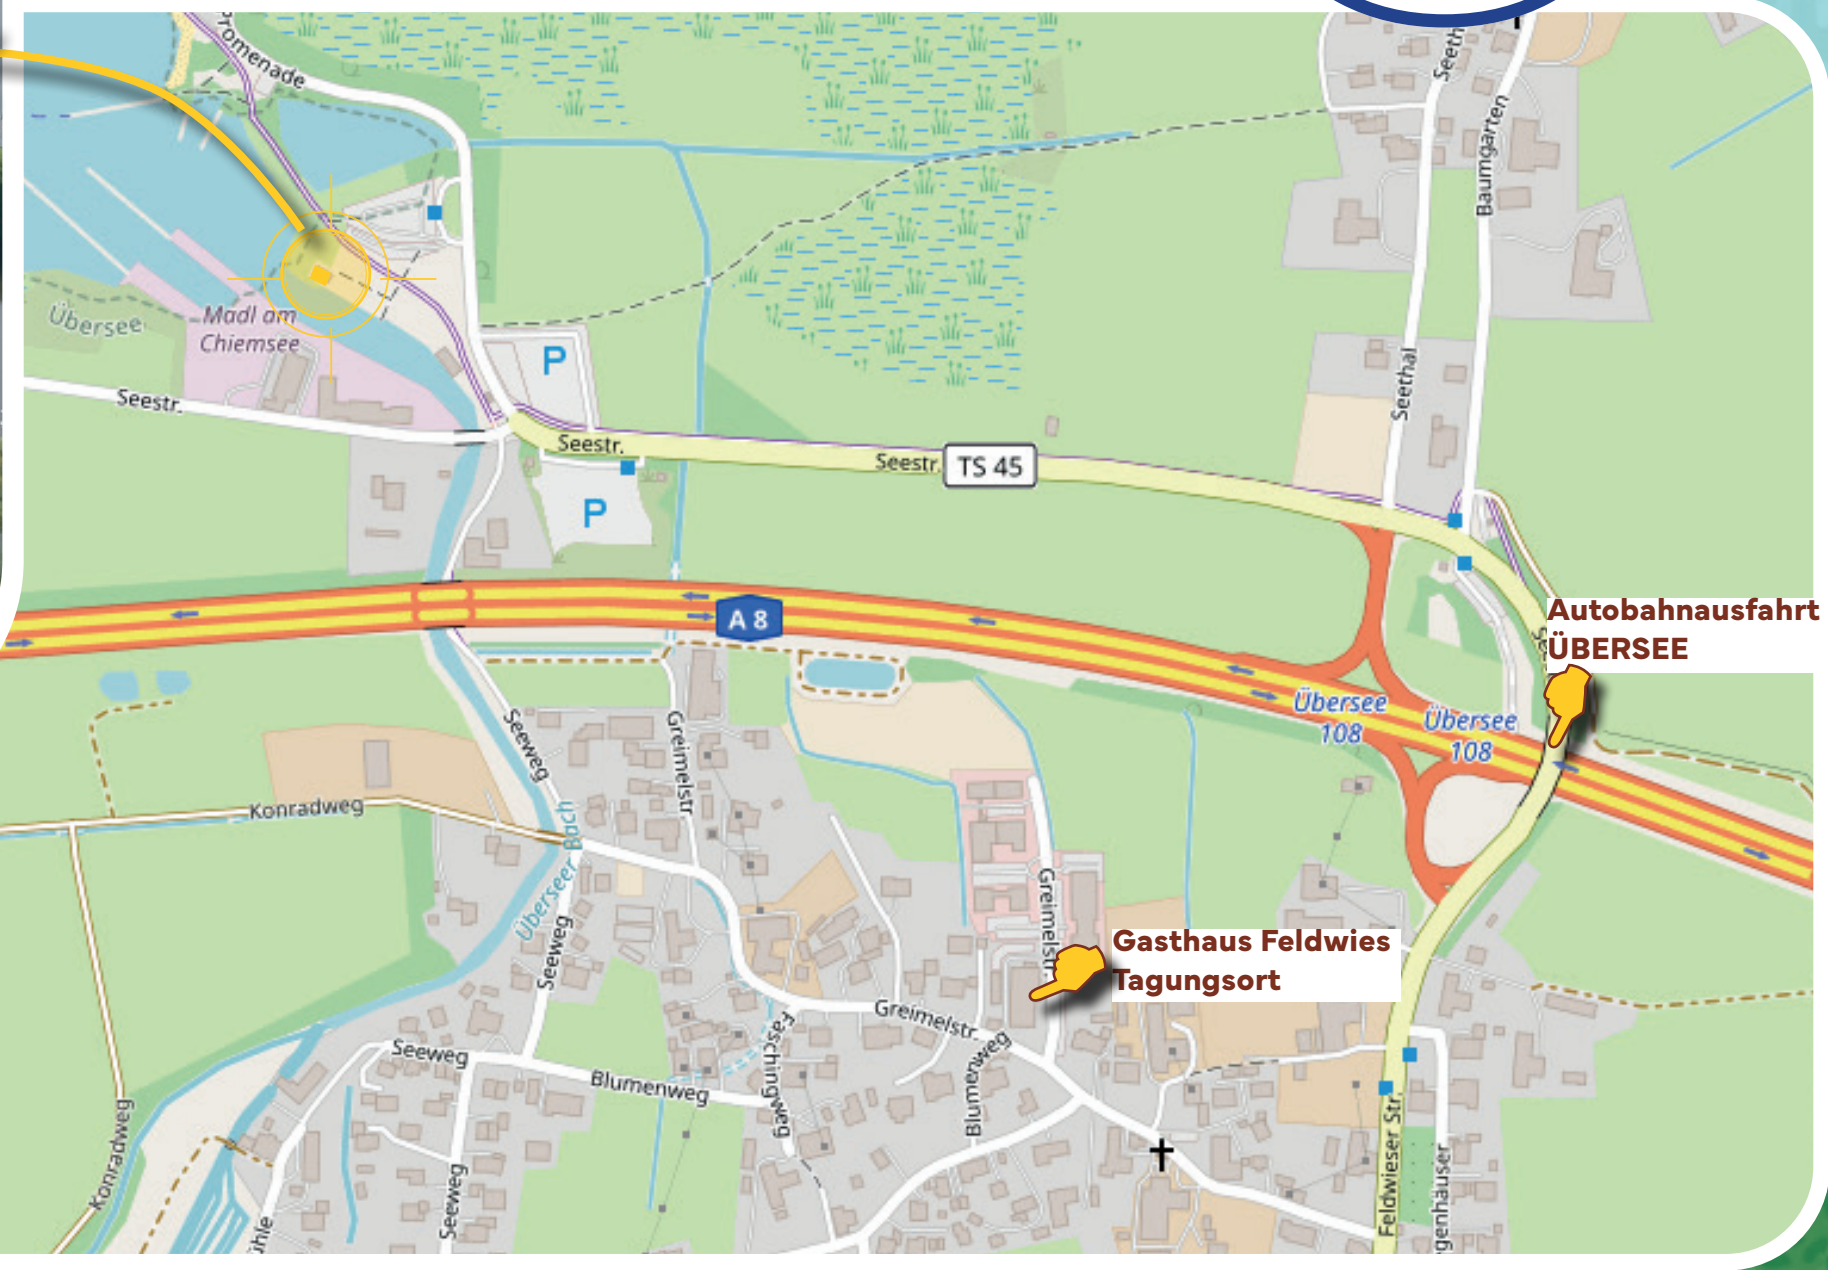 Promenade
Seethal
Baumgarten
Übersee
Madl am
Chiemsee
P
Seestr.
Seestr.
Seestr.
TS 45
Seethal
P
A 8
Autobahnausfahrt
ÜBERSEE
Übersee
108
Übersee
108
Seeweg
Greimelstr.
Konradweg
Überseer Bach
Greimelstr.
Seeweg
Gasthaus Feldwies
Tagungsort
Greimelstr.
Faschingweg
Blumenweg
Seeweg
Blumenweg
Konradweg
Seeweg
Feldwieser Str.